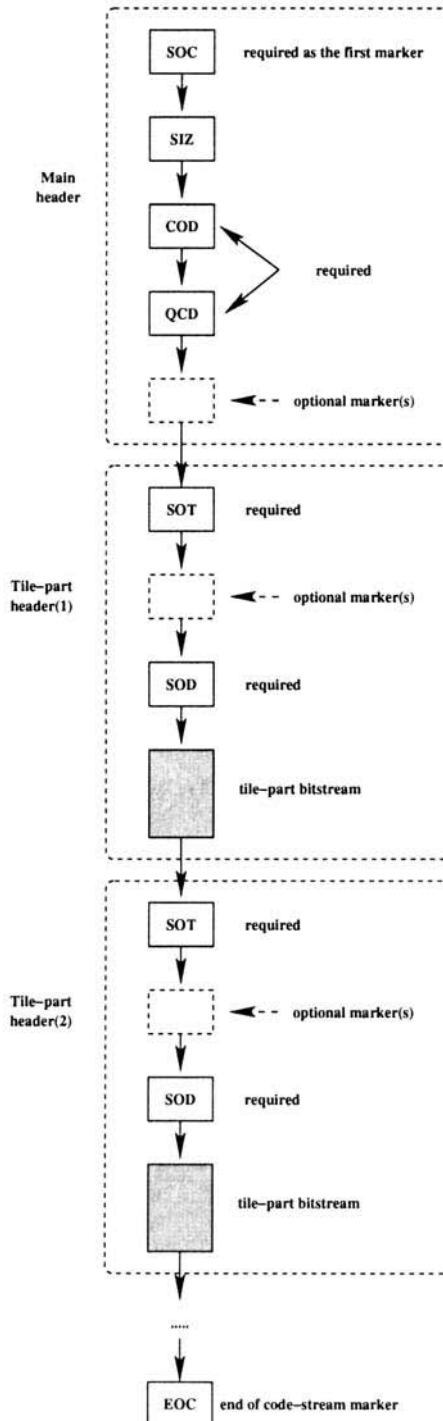 SOC required as the first marker
SIZ
Main
header
COD
required
QCD
optional marker(s)
SOT required
Tile-part
header(1)
optional marker(s)
SOD required
tile-part bitstream
SOT required
Tile-part
header(2)
optional marker(s)
SOD required
tile-part bitstream
.....
EOC end of code-stream marker